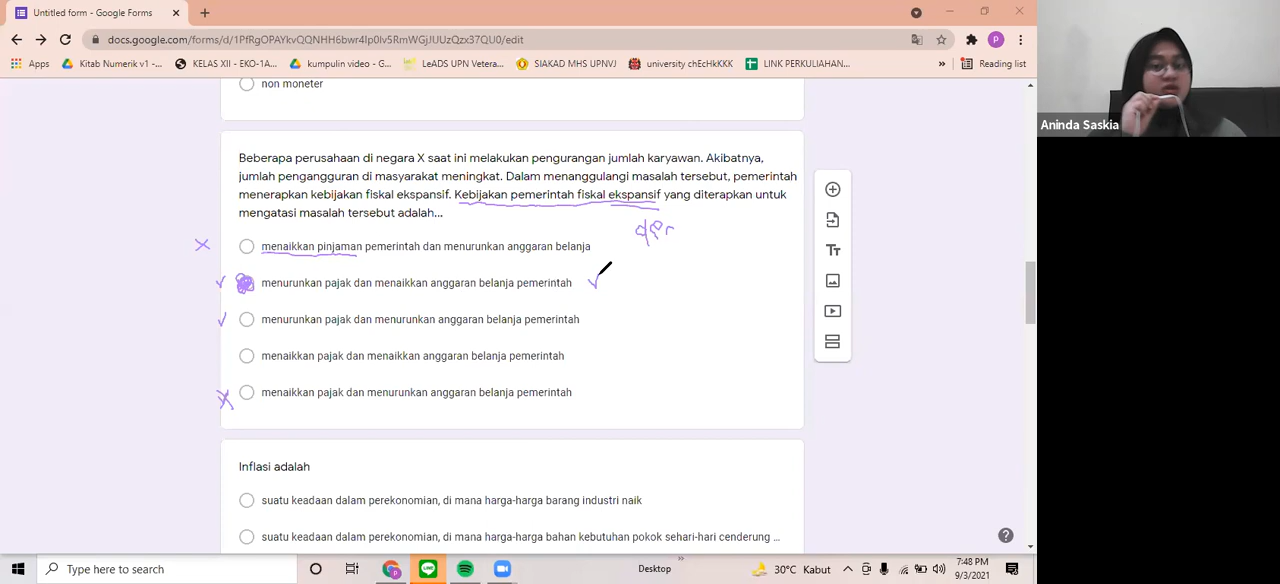 Untitled form - Google Forms
docs.google.com/forms/d/1PfRgOPAYkvQQNHH6bwr4Ip0Iv5RmWGjJUUzQzx37QU0/edit
Apps
Kitab Numerik v1 -...
KELAS XII - EKO-1A...
kumpulin video - G...
LeADS UPN Vetera...
SIAKAD MHS UPNVJ
university chEcHkKKK
LINK PERKULIAHAN...
»
Reading list
P
non moneter
Aninda Saskia
Beberapa perusahaan di negara X saat ini melakukan pengurangan jumlah karyawan. Akibatnya,
jumlah pengangguran di masyarakat meningkat. Dalam menanggulangi masalah tersebut, pemerintah
menerapkan kebijakan fiskal ekspansif. Kebijakan pemerintah fiskal ekspansif yang diterapkan untuk
mengatasi masalah tersebut adalah...
menaikkan pinjaman pemerintah dan menurunkan anggaran belanja
menurunkan pajak dan menaikkan anggaran belanja pemerintah
menurunkan pajak dan menurunkan anggaran belanja pemerintah
menaikkan pajak dan menaikkan anggaran belanja pemerintah
menaikkan pajak dan menurunkan anggaran belanja pemerintah
Tт
Inflasi adalah
suatu keadaan dalam perekonomian, di mana harga-harga barang industri naik
suatu keadaan dalam perekonomian, di mana harga-harga bahan kebutuhan pokok sehari-hari cenderung ...
Type here to search
Desktop
»
30°C Kabut
7:48 PM
9/3/2021